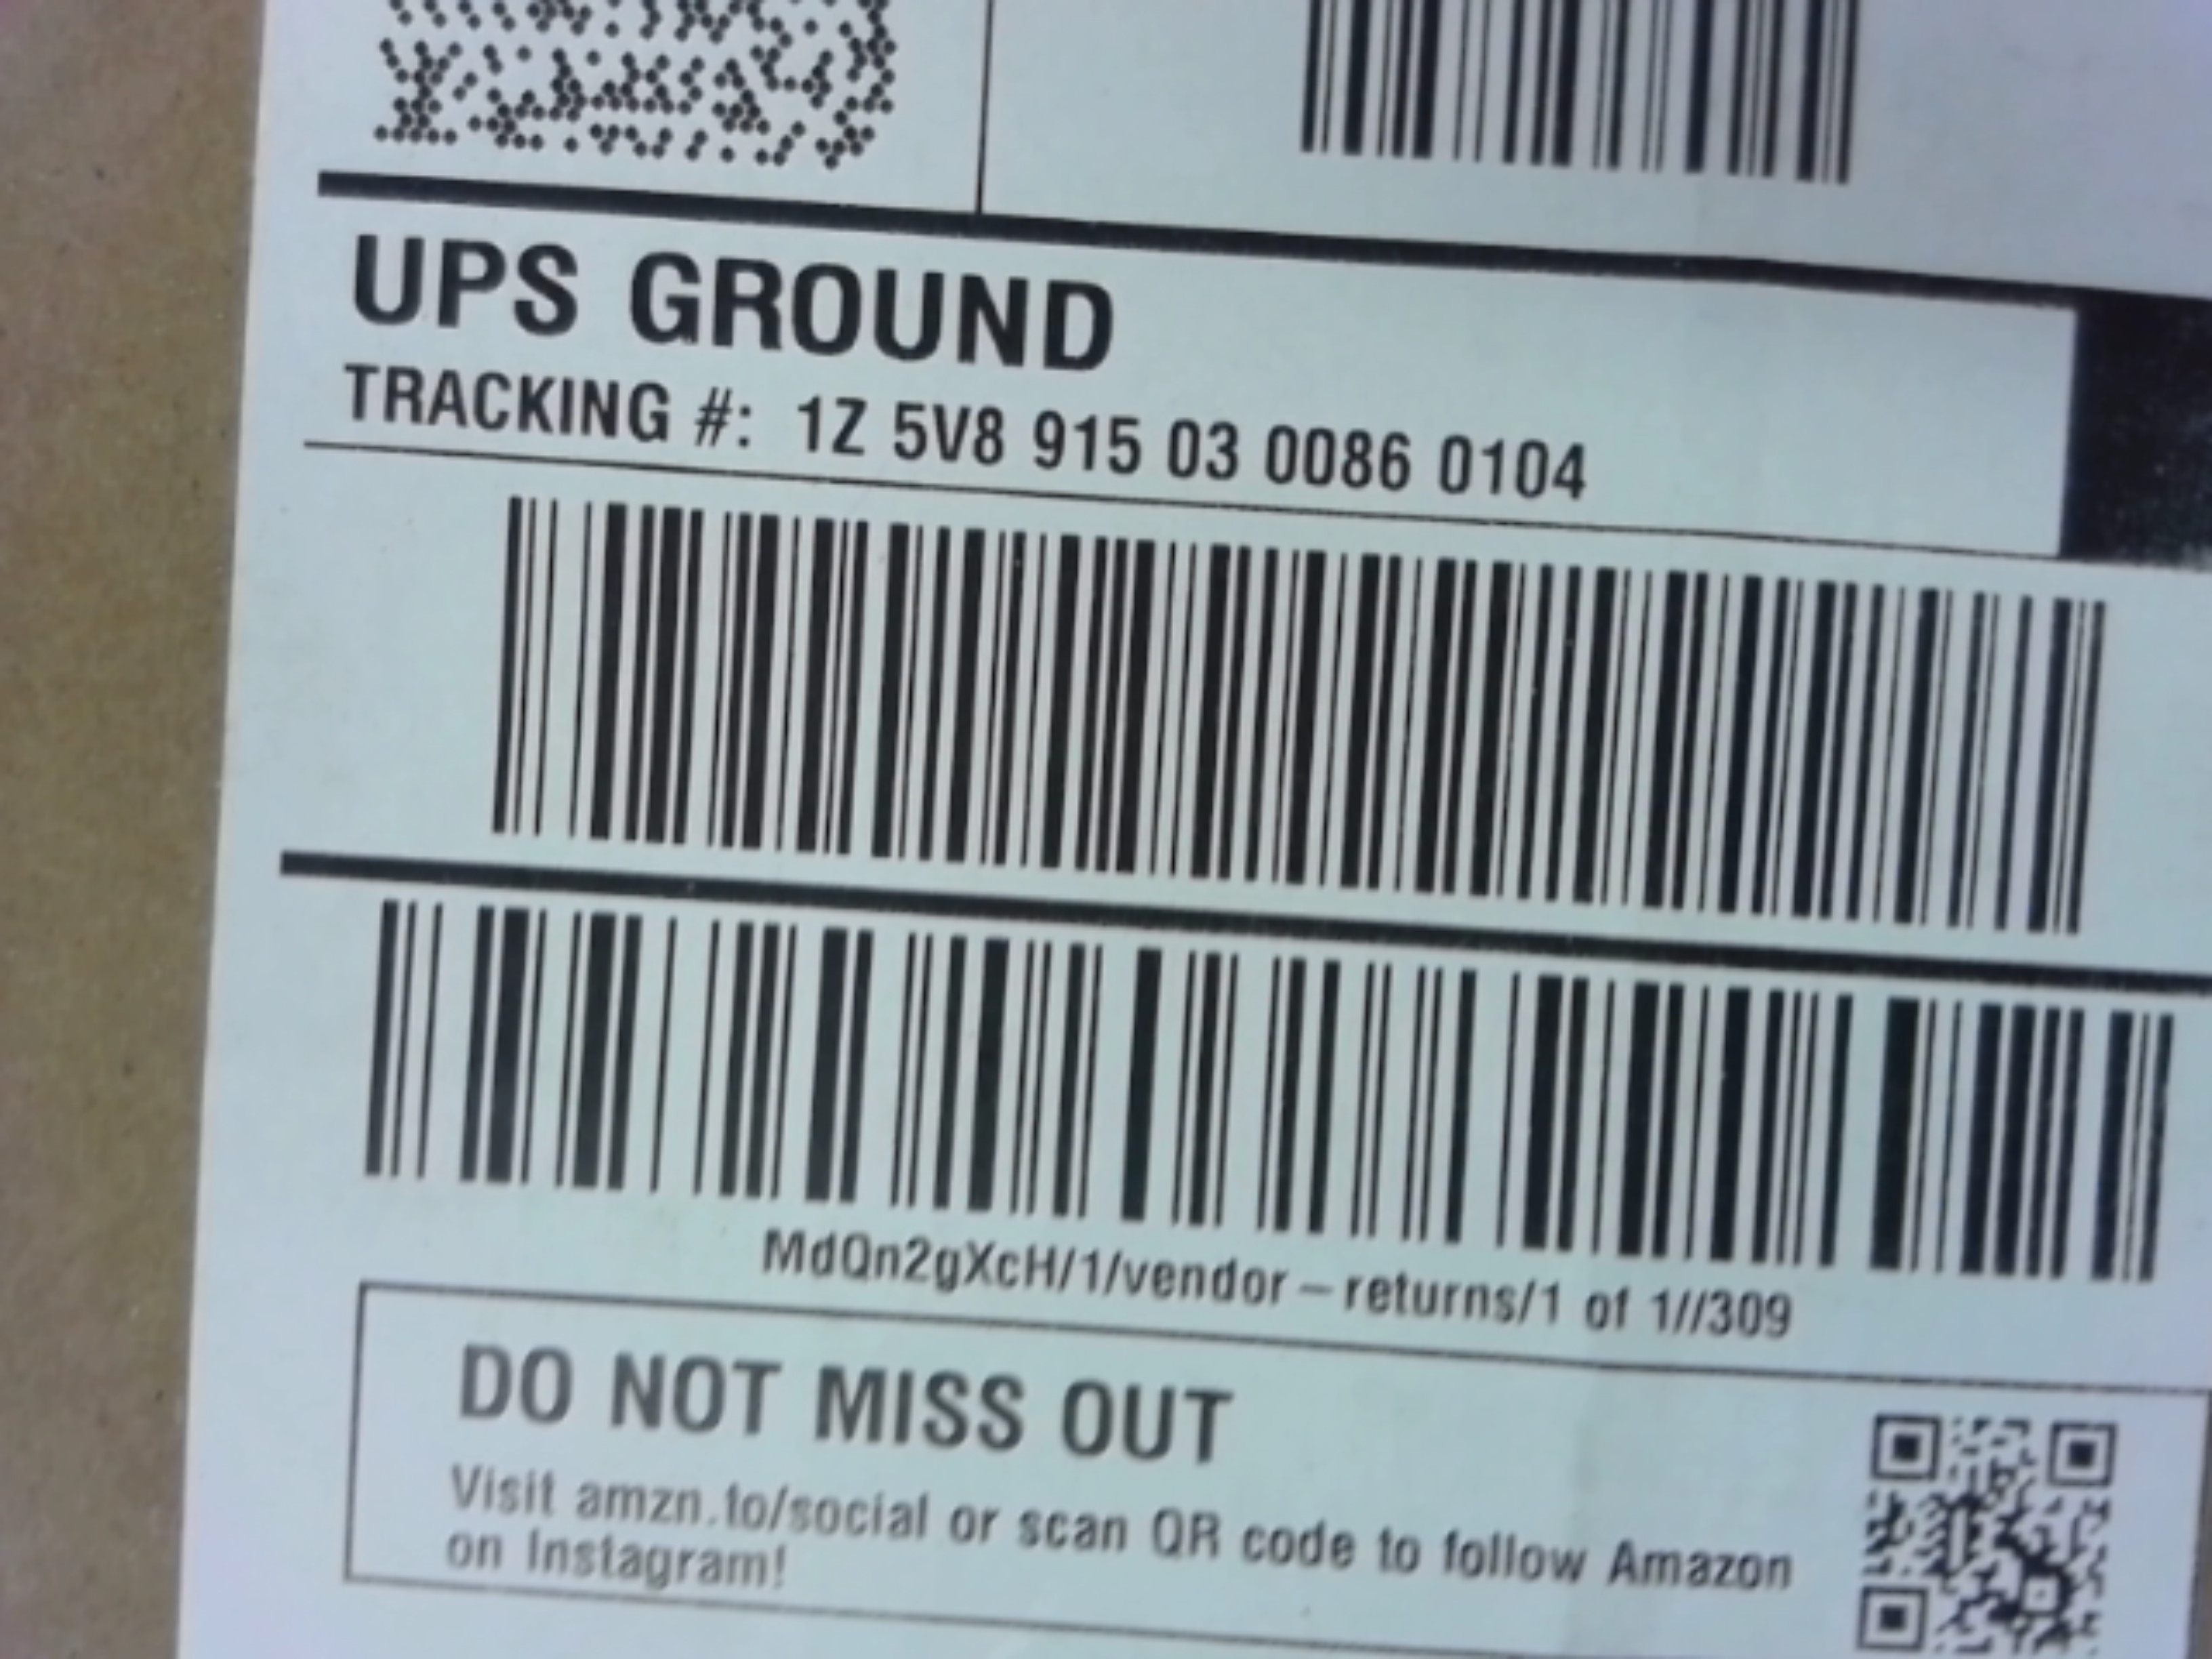 UPS GROUND
TRACKING #: 1Z 5V8 915 03 0086 0104
MdQn2gXcH/1/vendor-returns/1 of 1//309
DO NOT MISS OUT
Visit amzn.to/social or scan QR code to follow Amazon
on Instagram!